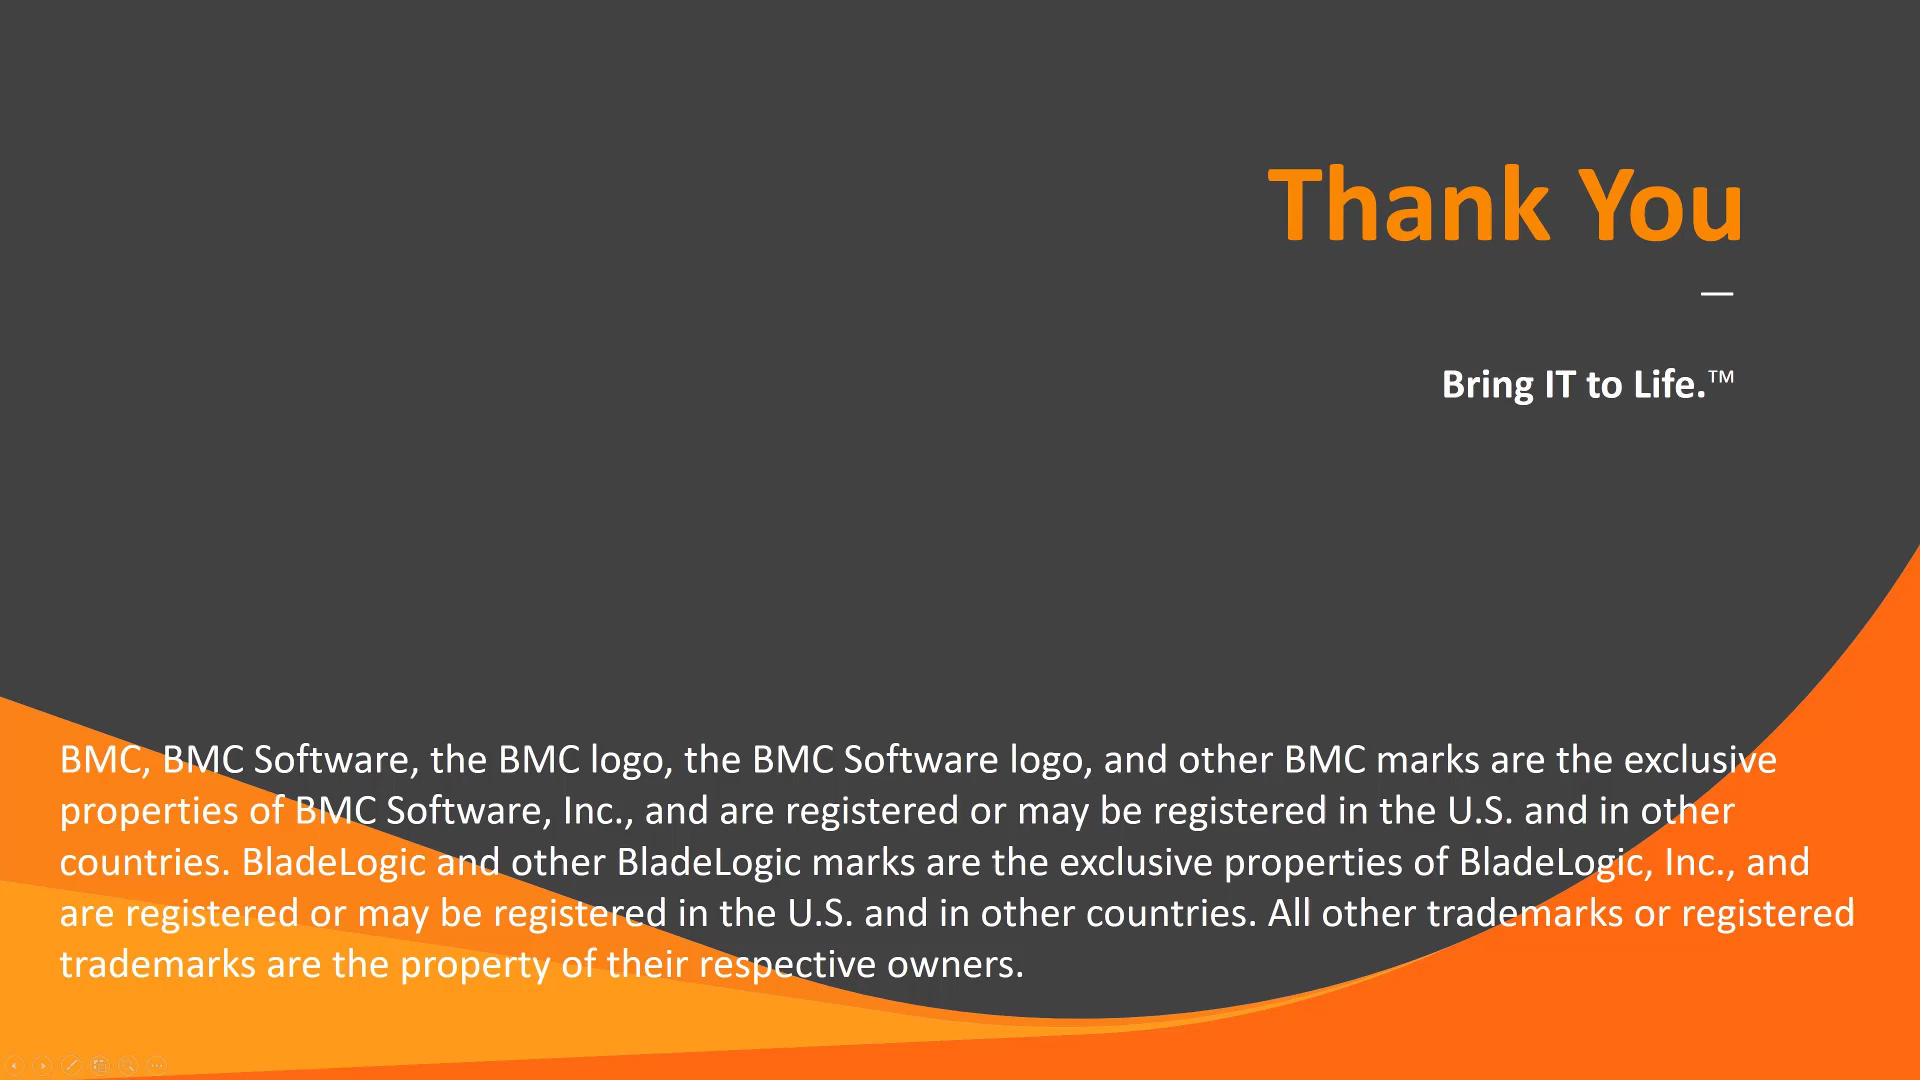 Thank You
—
Bring IT to Life.™
BMC, BMC Software, the BMC logo, the BMC Software logo, and other BMC marks are the exclusive
properties of BMC Software, Inc., and are registered or may be registered in the U.S. and in other
countries. BladeLogic and other BladeLogic marks are the exclusive properties of BladeLogic, Inc., and
are registered or may be registered in the U.S. and in other countries. All other trademarks or registered
trademarks are the property of their respective owners.